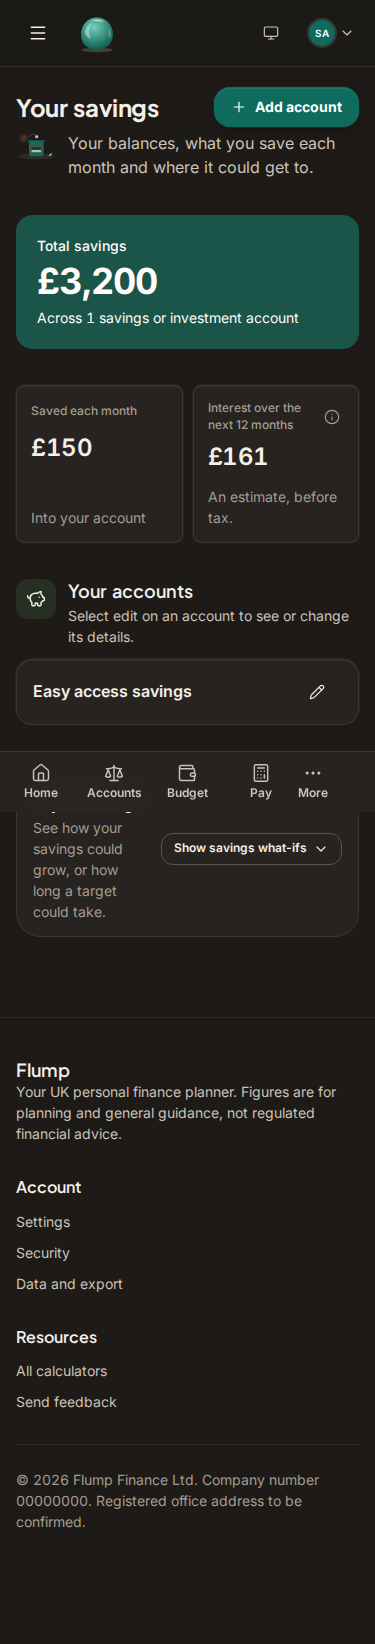 SA
Your savings
Add account
Your balances, what you save each
month and where it could get to.
Total savings
£3,200
Across 1 savings or investment account
Saved each month
£150
Into your account
Interest over the
next 12 months
£161
An estimate, before
tax.
Your accounts
Select edit on an account to see or change
its details.
Easy access savings
Home
Accounts
Budget
Pay
More
See how your
savings could
grow, or how
long a target
could take.
Show savings what-ifs
Flump
Your UK personal finance planner. Figures are for
planning and general guidance, not regulated
financial advice.
Account
Settings
Security
Data and export
Resources
All calculators
Send feedback
© 2026 Flump Finance Ltd. Company number
00000000. Registered office address to be
confirmed.